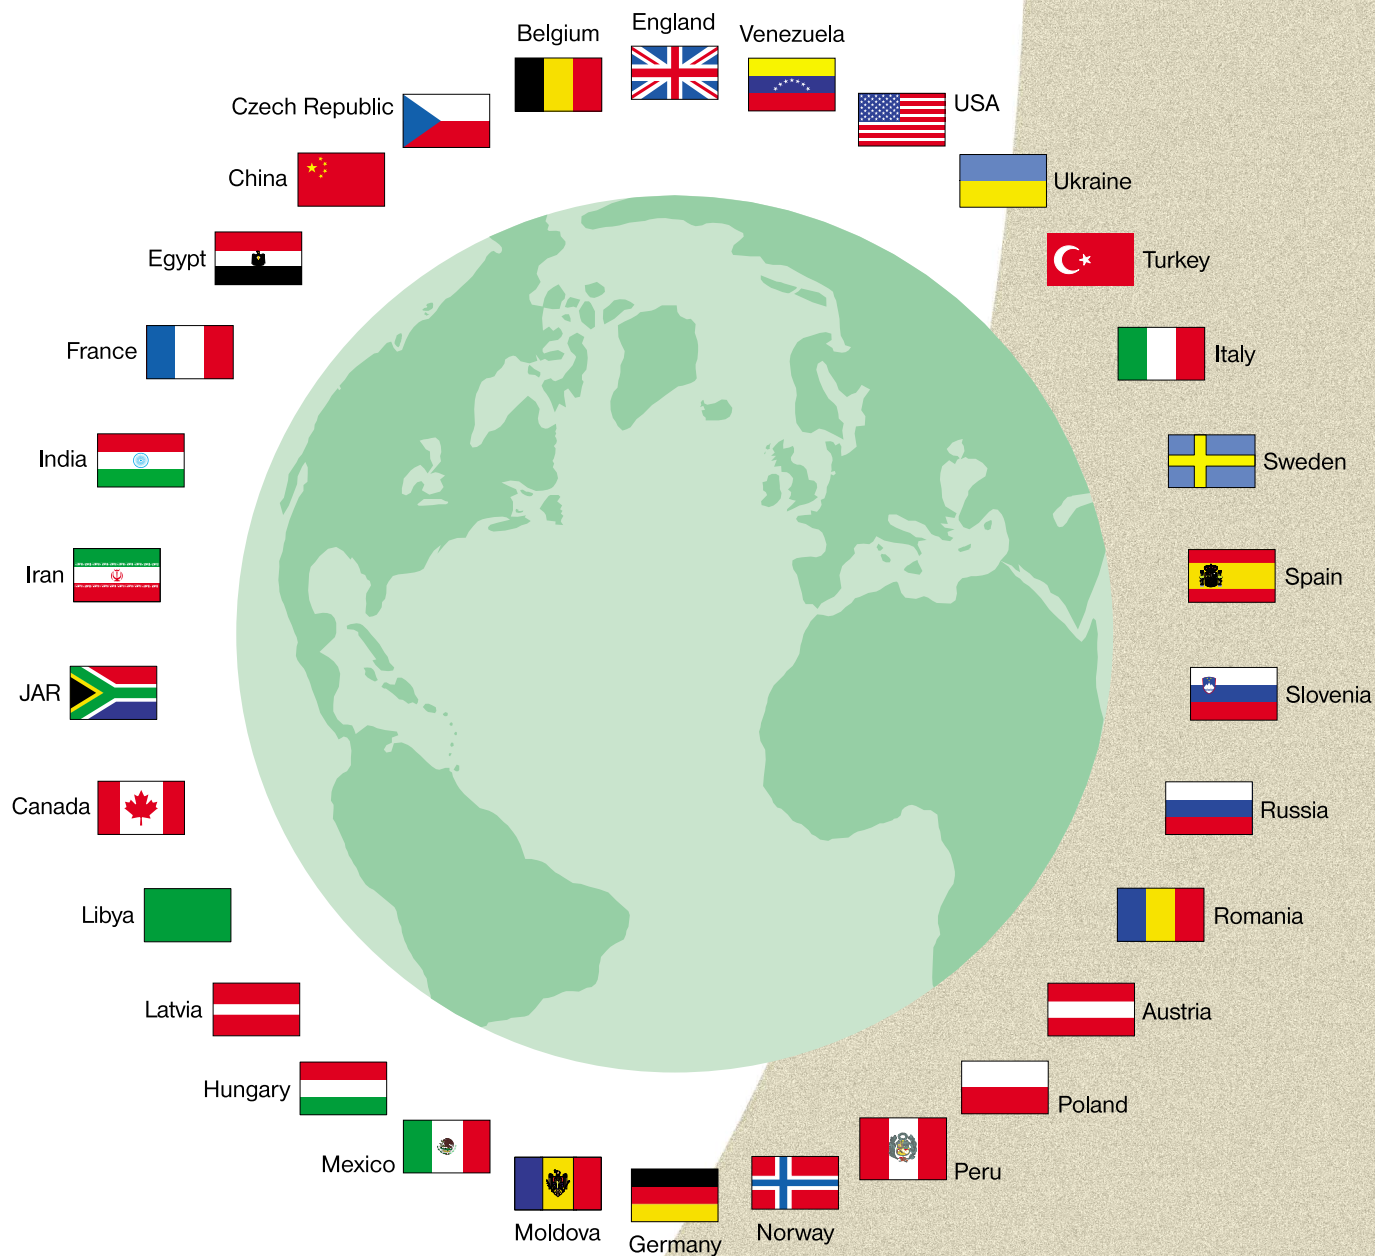 England
Belgium
Venezuela
Czech Republic
USA
China
Ukraine
Egypt
Turkey
France
Italy
India
Sweden
Iran
Spain
JAR
Slovenia
Canada
Russia
Libya
Romania
Latvia
Austria
Hungary
Poland
Mexico
Peru
Moldova
Norway
Germany